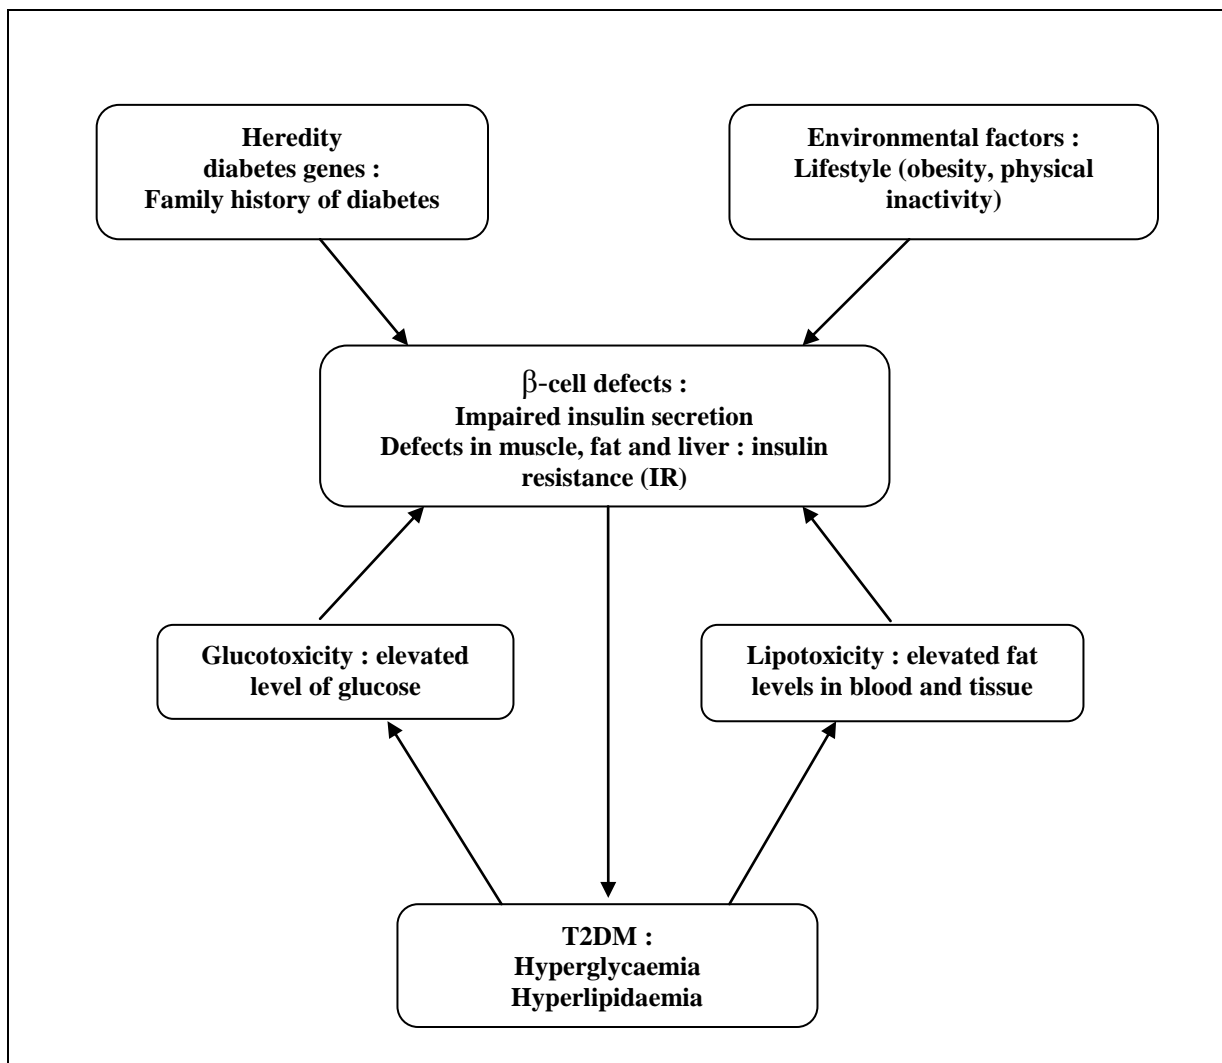 Heredity
diabetes genes :
Family history of diabetes
Environmental factors :
Lifestyle (obesity, physical
inactivity)
β-cell defects :
Impaired insulin secretion
Defects in muscle, fat and liver : insulin
resistance (IR)
Glucotoxicity : elevated
level of glucose
Lipotoxicity : elevated fat
levels in blood and tissue
T2DM :
Hyperglycaemia
Hyperlipidaemia